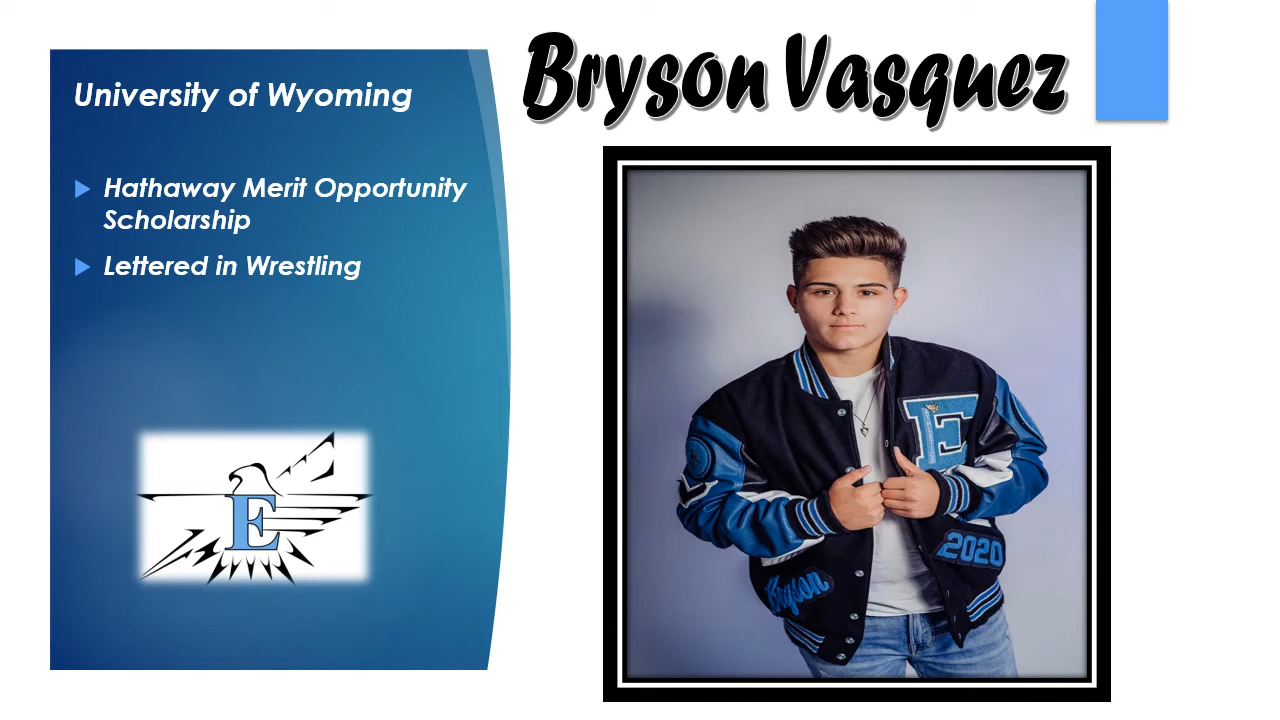 Bryson Vasquez
University of Wyoming
Hathaway Merit Opportunity
Scholarship
Lettered in Wrestling
E
E
2020
Bryson